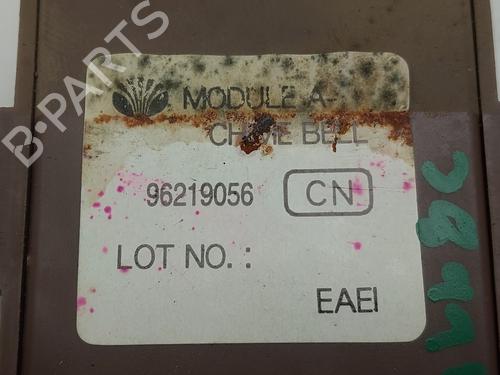 MODULE A-
CHIME BELL
96219056 CN
LOT NO. :
EAEI
B-PARTS